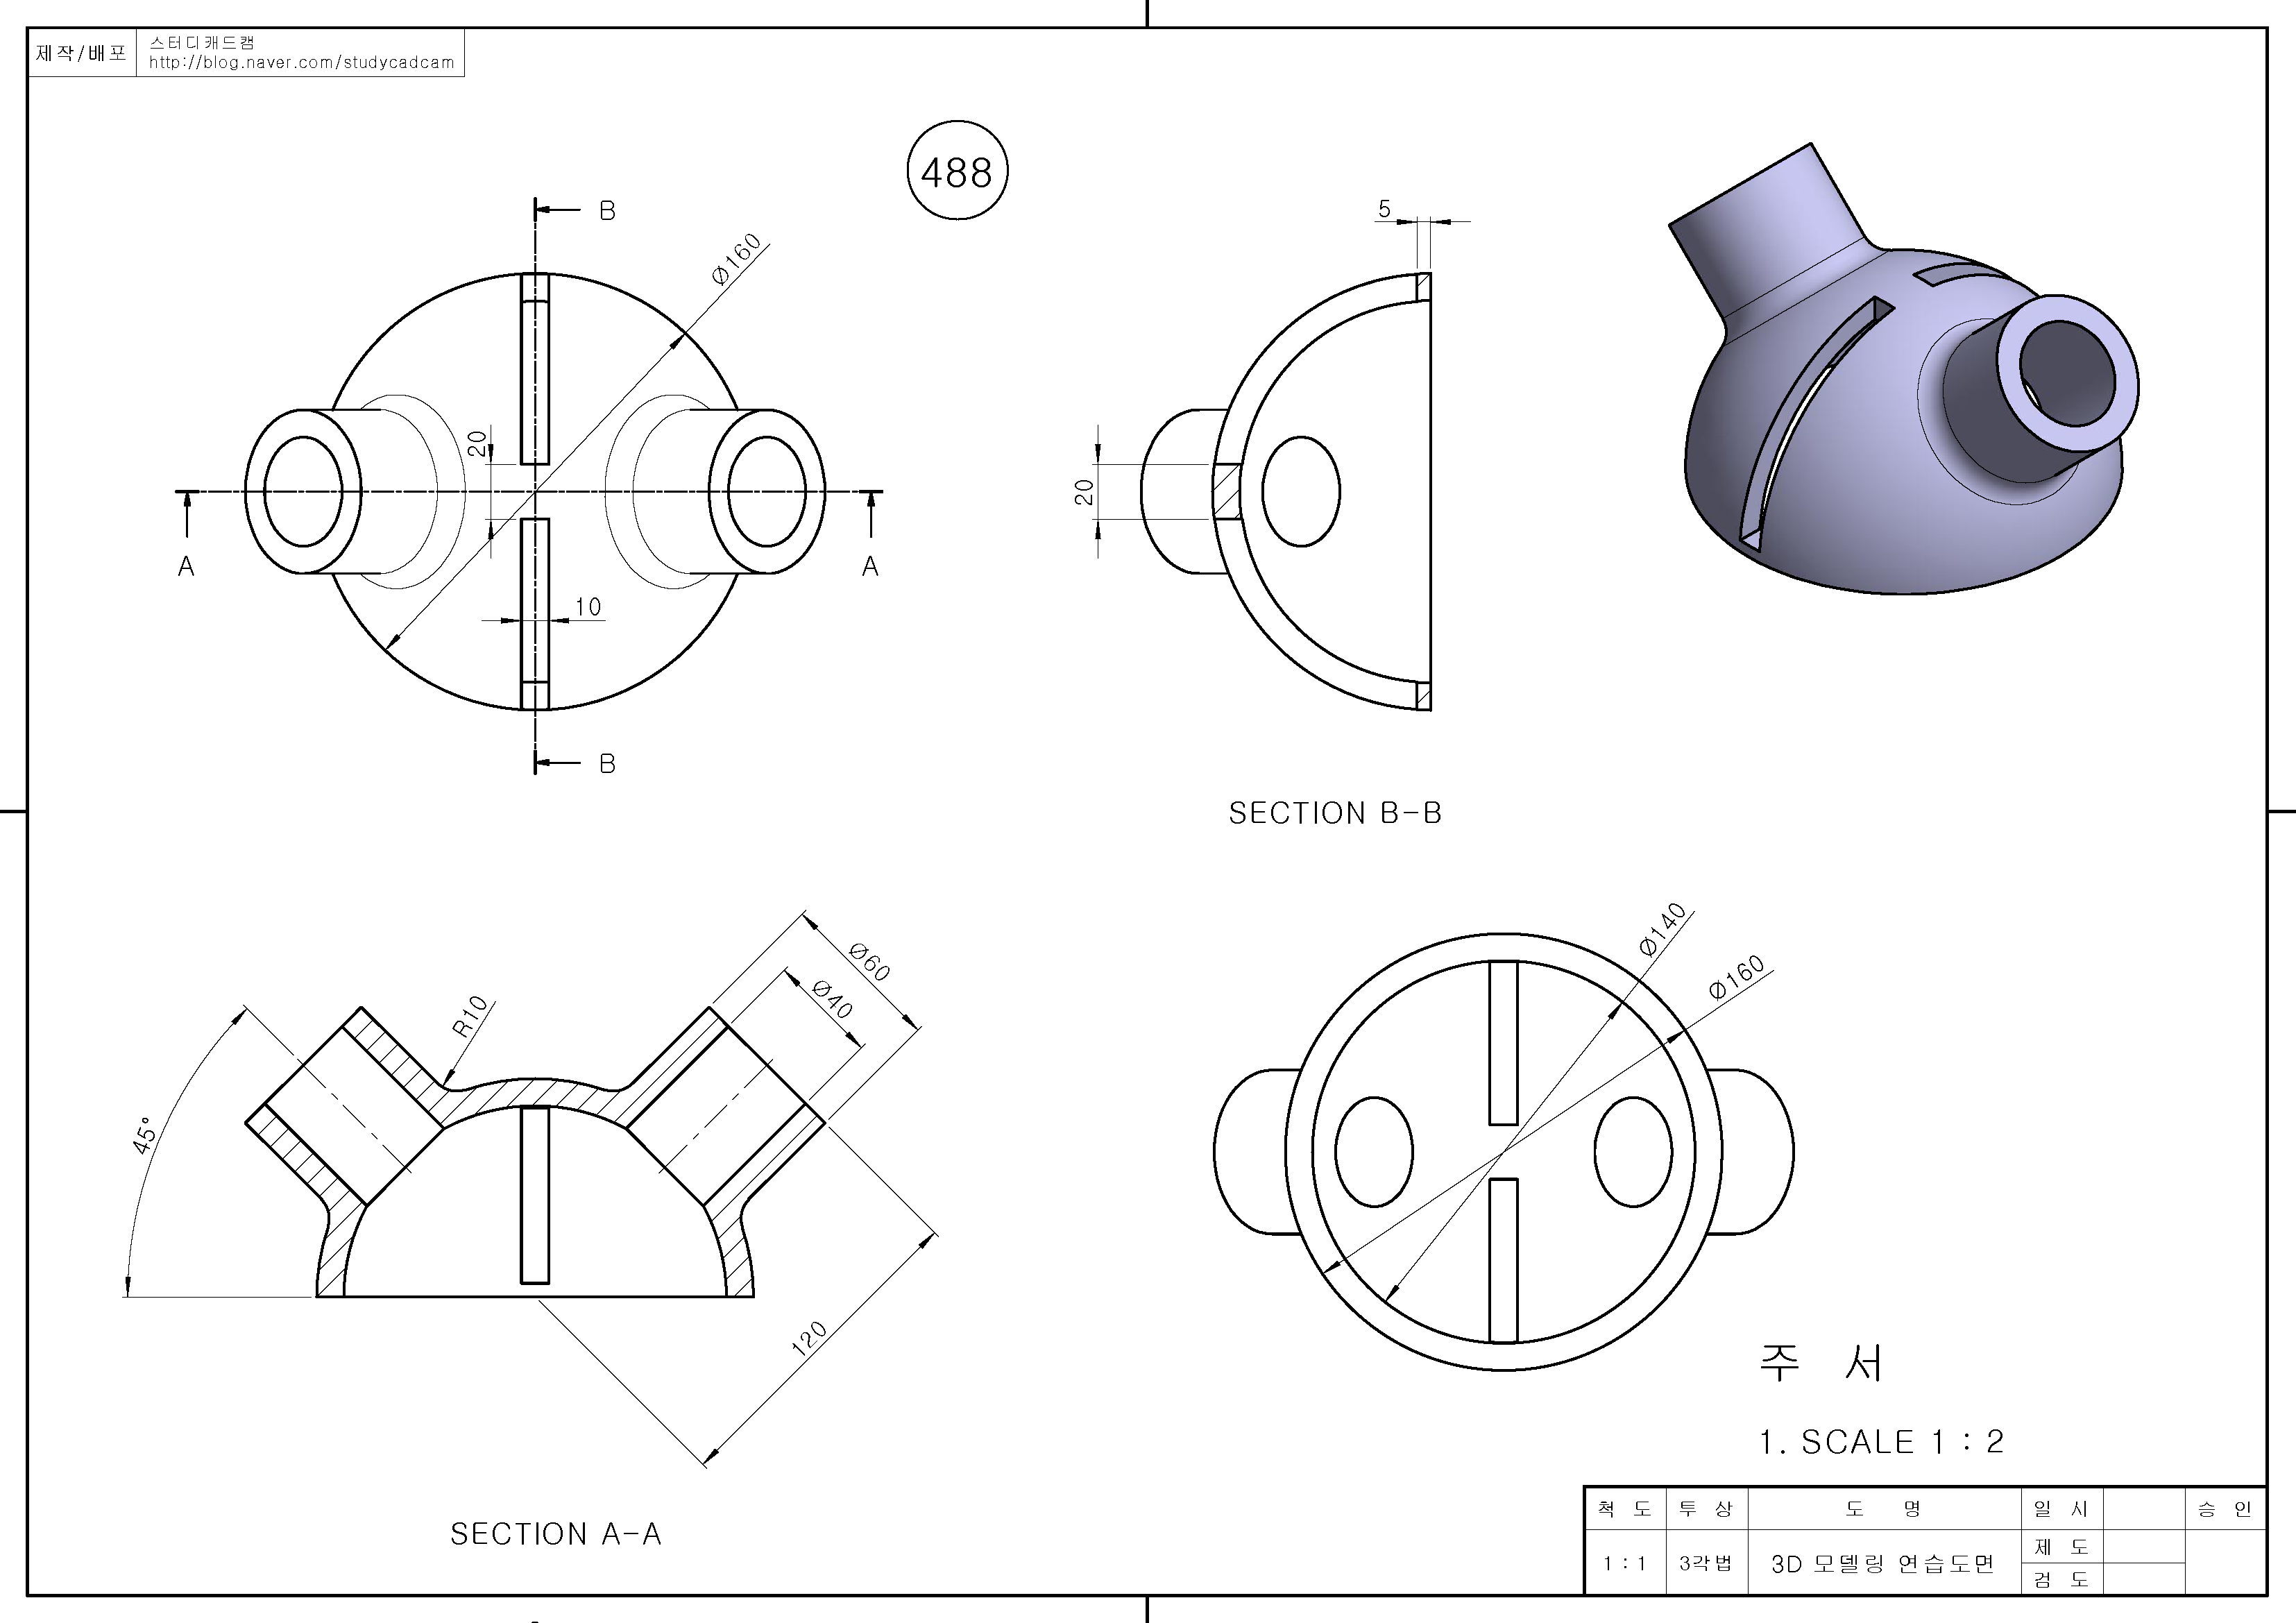 제작/배포
스터디캐드캠
http://blog.naver.com/studycadcam
488
B
Ø160
20
10
A
A
B
5
20
SECTION B-B
R10
Ø60
Ø40
45°
120
SECTION A-A
Ø140
Ø160
주 서
1. SCALE 1 : 2
척 도 투 상 도 명 일 시 승 인
1 : 1 3각법 3D 모델링 연습도면 제 도
검 도